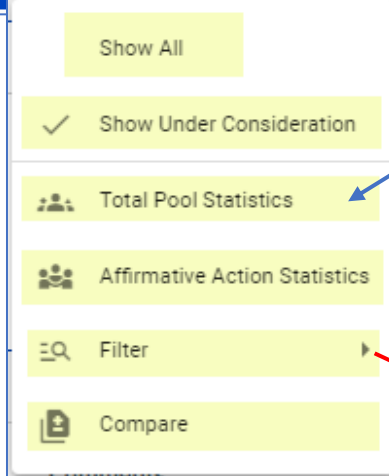 Show All
Show Under Consideration
Total Pool Statistics
Affirmative Action Statistics
Filter
Compare